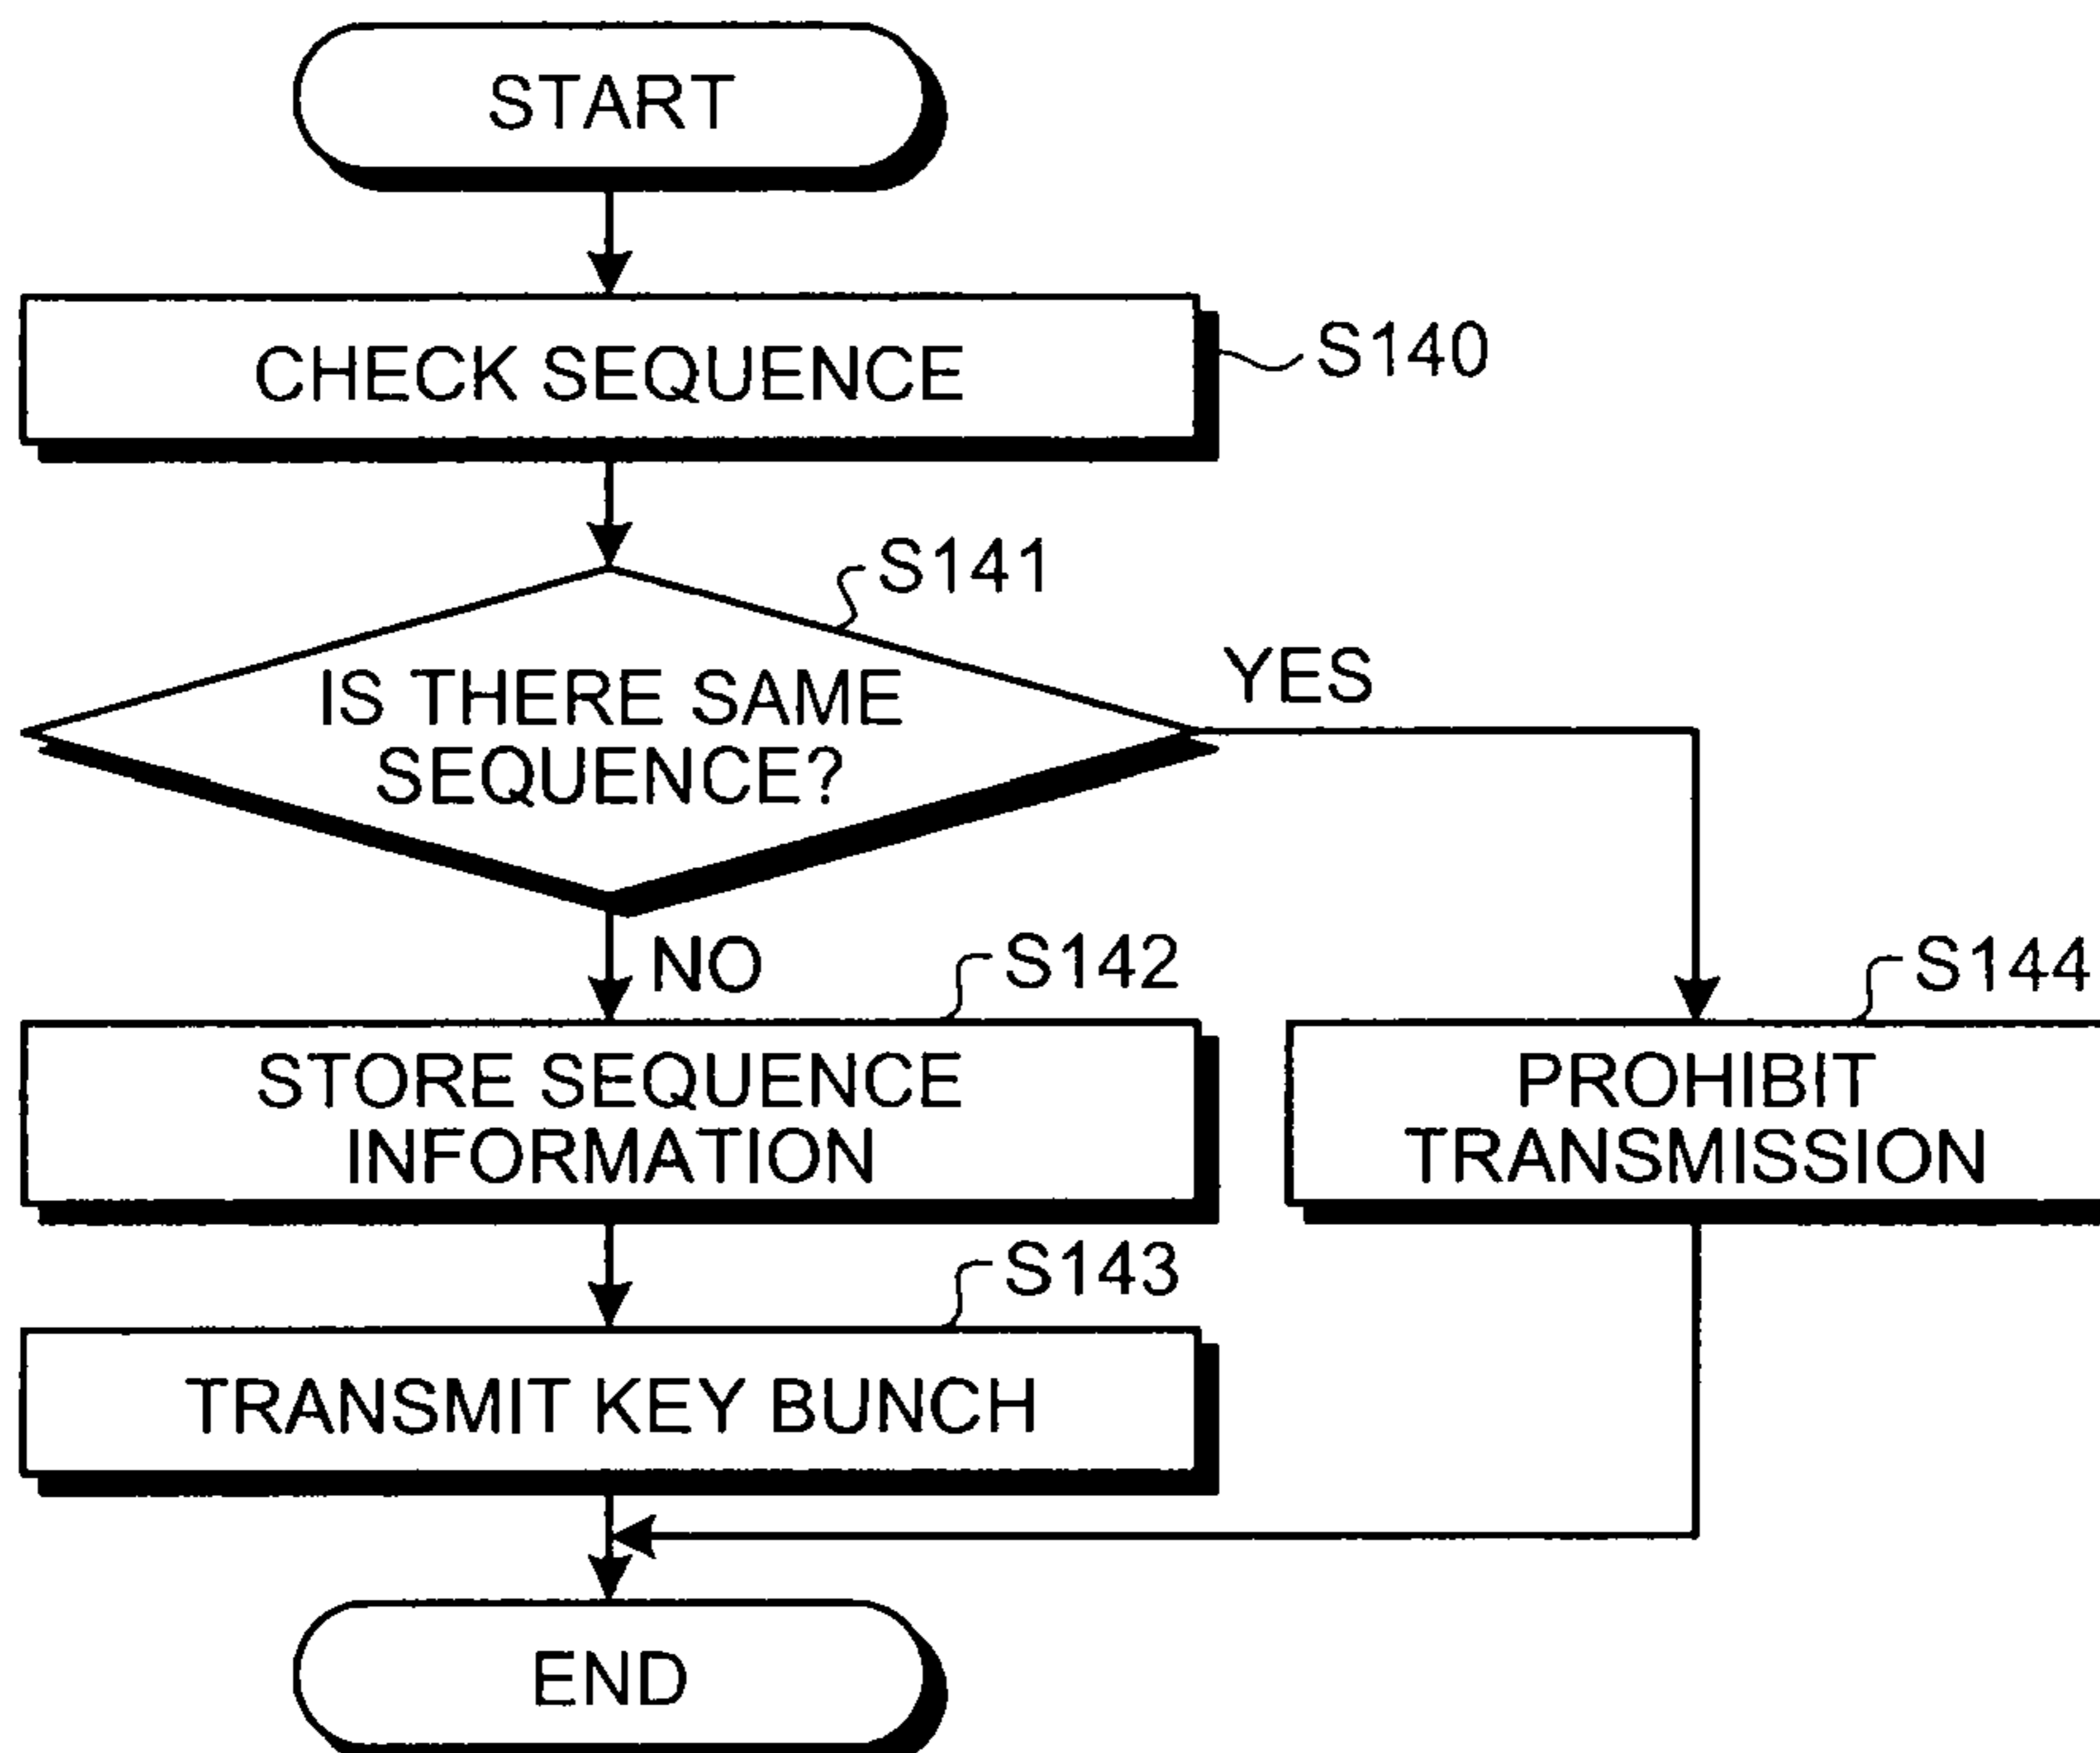 START
CHECK SEQUENCE
S140
S141
IS THERE SAME
SEQUENCE?
YES
NO
S142
STORE SEQUENCE
INFORMATION
S144
PROHIBIT
TRANSMISSION
S143
TRANSMIT KEY BUNCH
END